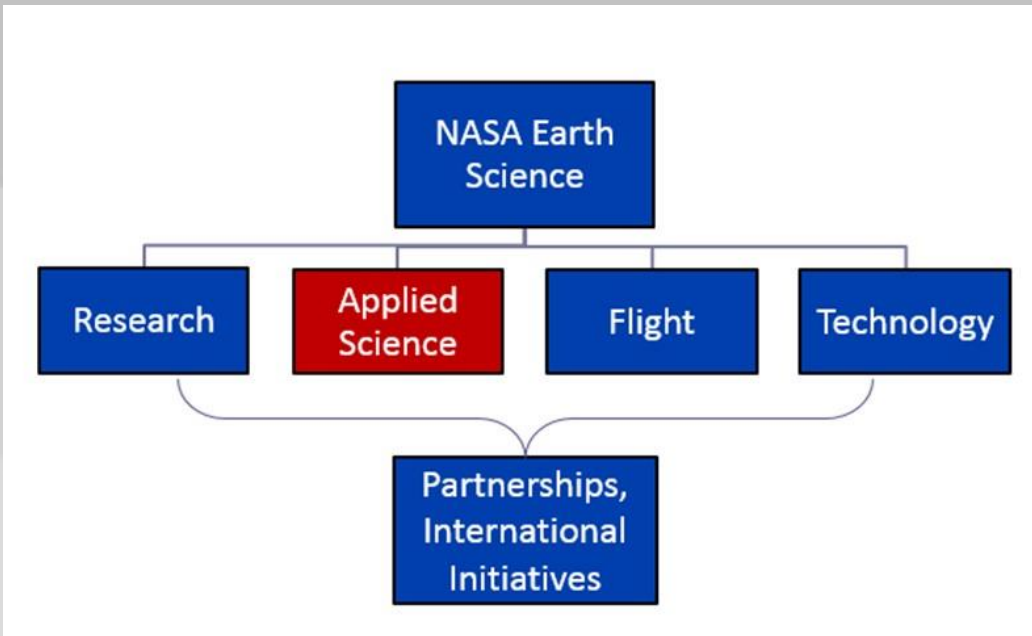 NASA Earth
Science
Research
Applied
Science
Flight
Technology
Partnerships,
International
Initiatives